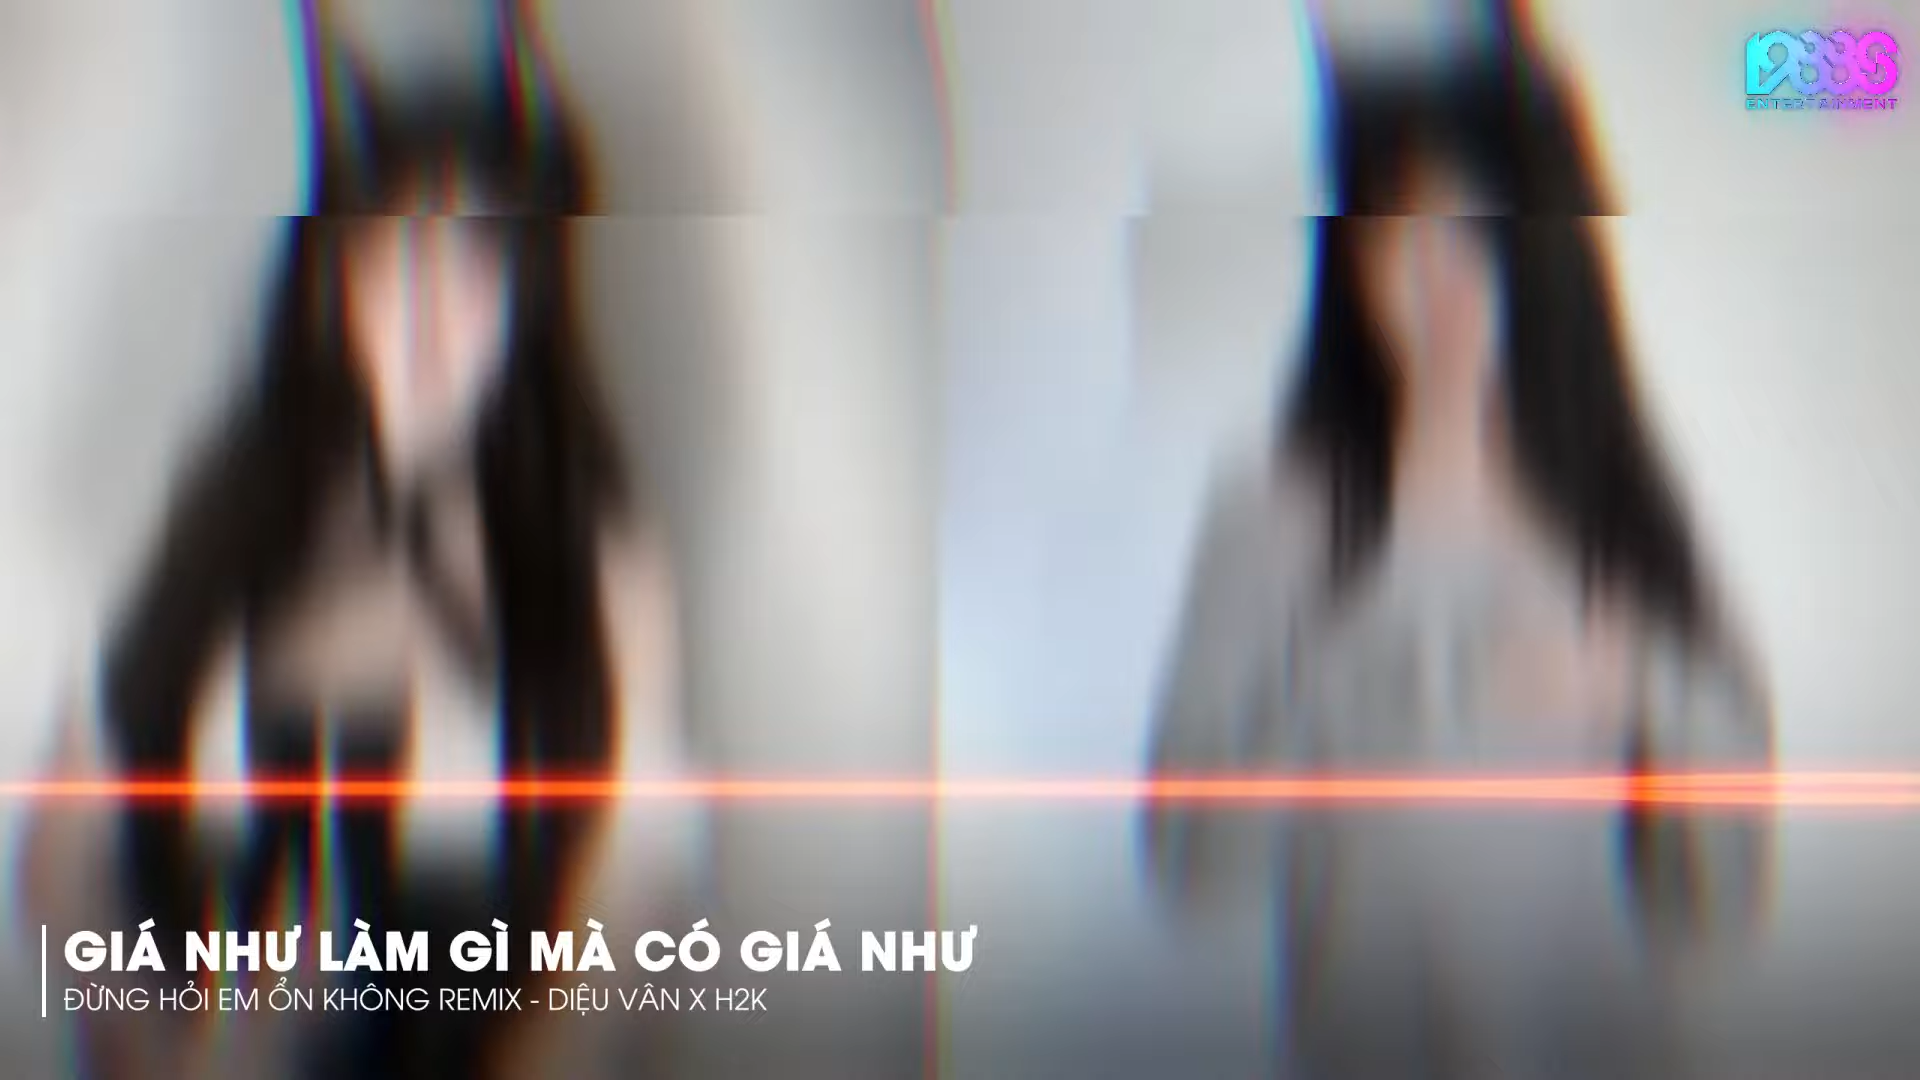 1988S
ENTERTAINMENT
GIÁ NHƯ LÀM GÌ MÀ CÓ GIÁ NHƯ
ĐỪNG HỎI EM ỔN KHÔNG REMIX - DIỆU VÂN X H2K